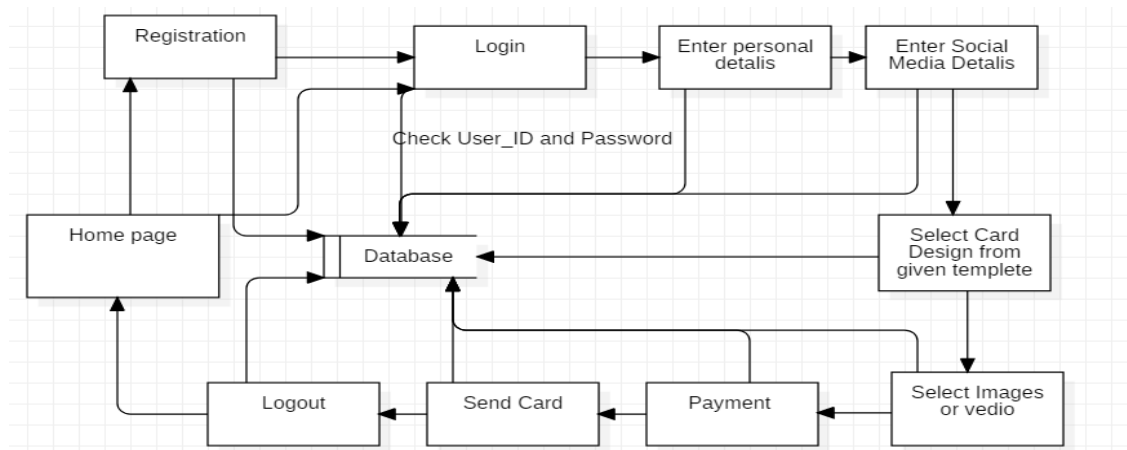 Registration
Login
Enter personal
detalis
Enter Social
Media Detalis
Check User_ID and Password
Home page
Database
Select Card
Design from
given templete
Logout
Send Card
Payment
Select Images
or vedio